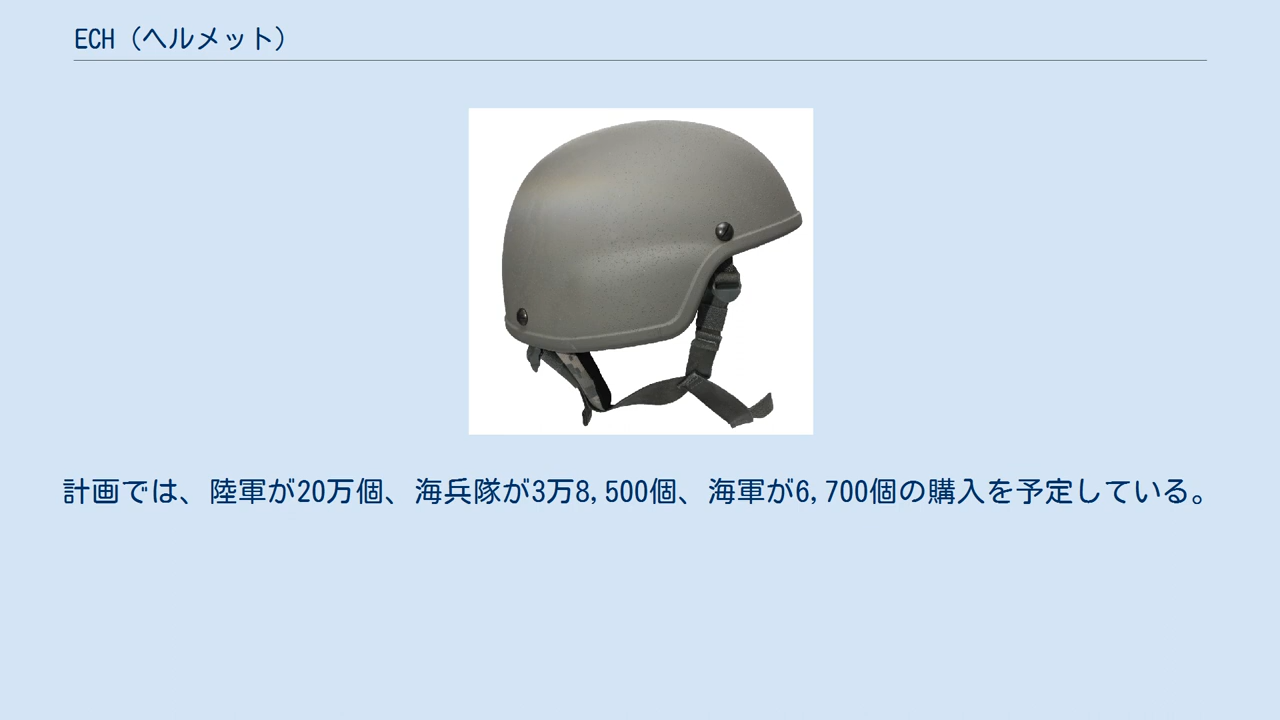 ECH（ヘルメット）
計画では、陸軍が20万個、海兵隊が3万8,500個、海軍が6,700個の購入を予定している。